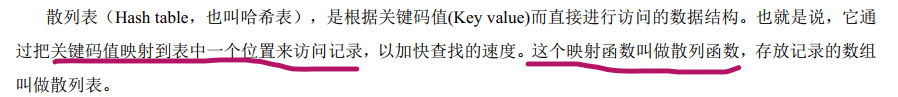 散列表（Hash table，也叫哈希表），是根据关键码值(Key value)而直接进行访问的数据结构。也就是说，它通
过把关键码值映射到表中一个位置来访问记录，以加快查找的速度。这个映射函数叫做散列函数，存放记录的数组
叫做散列表。